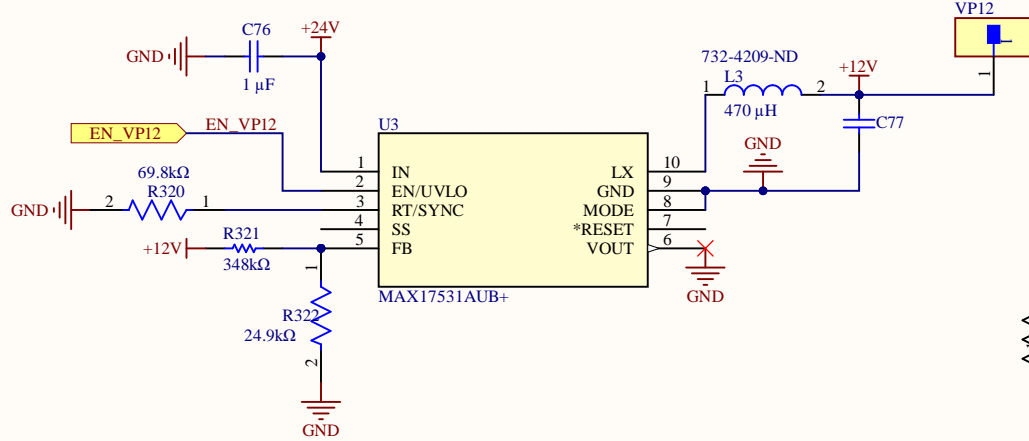 VP12
1
1
C76
+24V
GND
1 µF
732-4209-ND
L3
1
2
470 µH
+12V
C77
EN_VP12
EN_VP12
U3
GND
69.8kΩ
R320
GND
2
1
1
IN
2
EN/UVLO
3
RT/SYNC
4
SS
5
FB
LX
10
GND
9
MODE
8
*RESET
7
VOUT
6
+12V
R321
348kΩ
GND
MAX17531AUB+
1
R322
24.9kΩ
2
GND